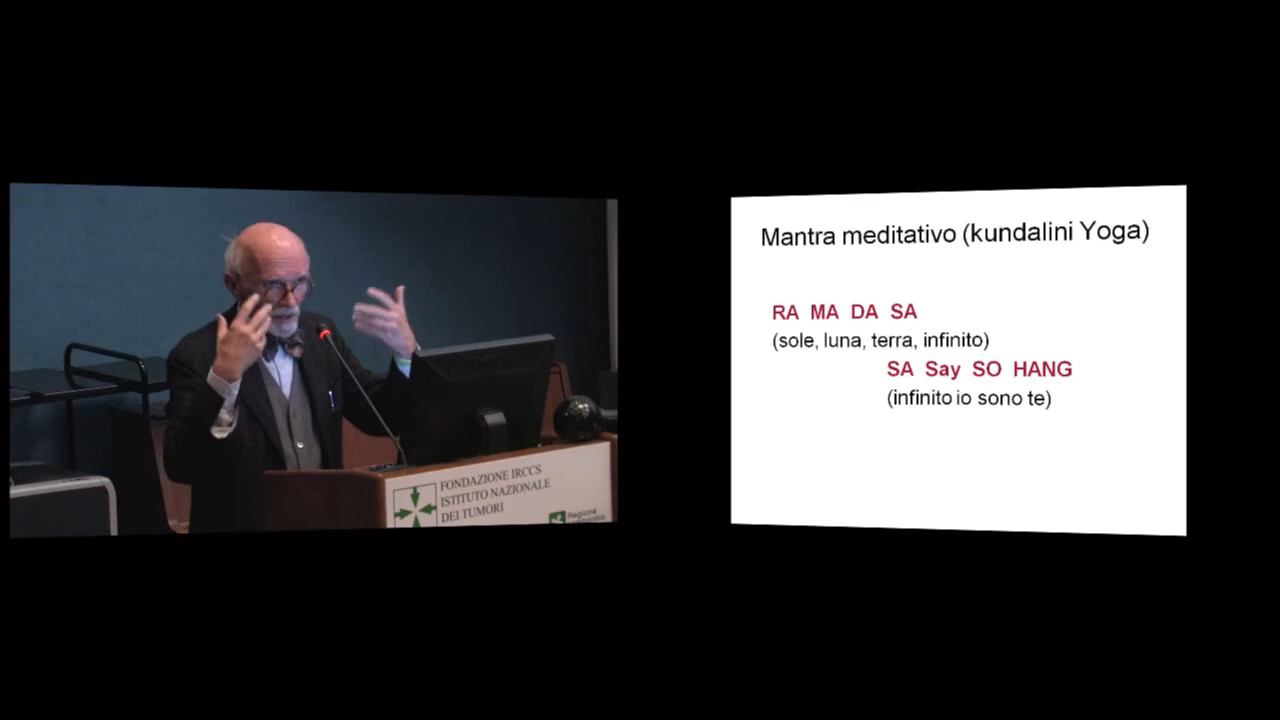 FONDAZIONE IRCCS
ISTITUTO NAZIONALE
DEI TUMORI
Regione
Mantra meditativo (kundalini Yoga)
RA MA DA SA
(sole, luna, terra, infinito)
SA Say SO HANG
(infinito io sono te)